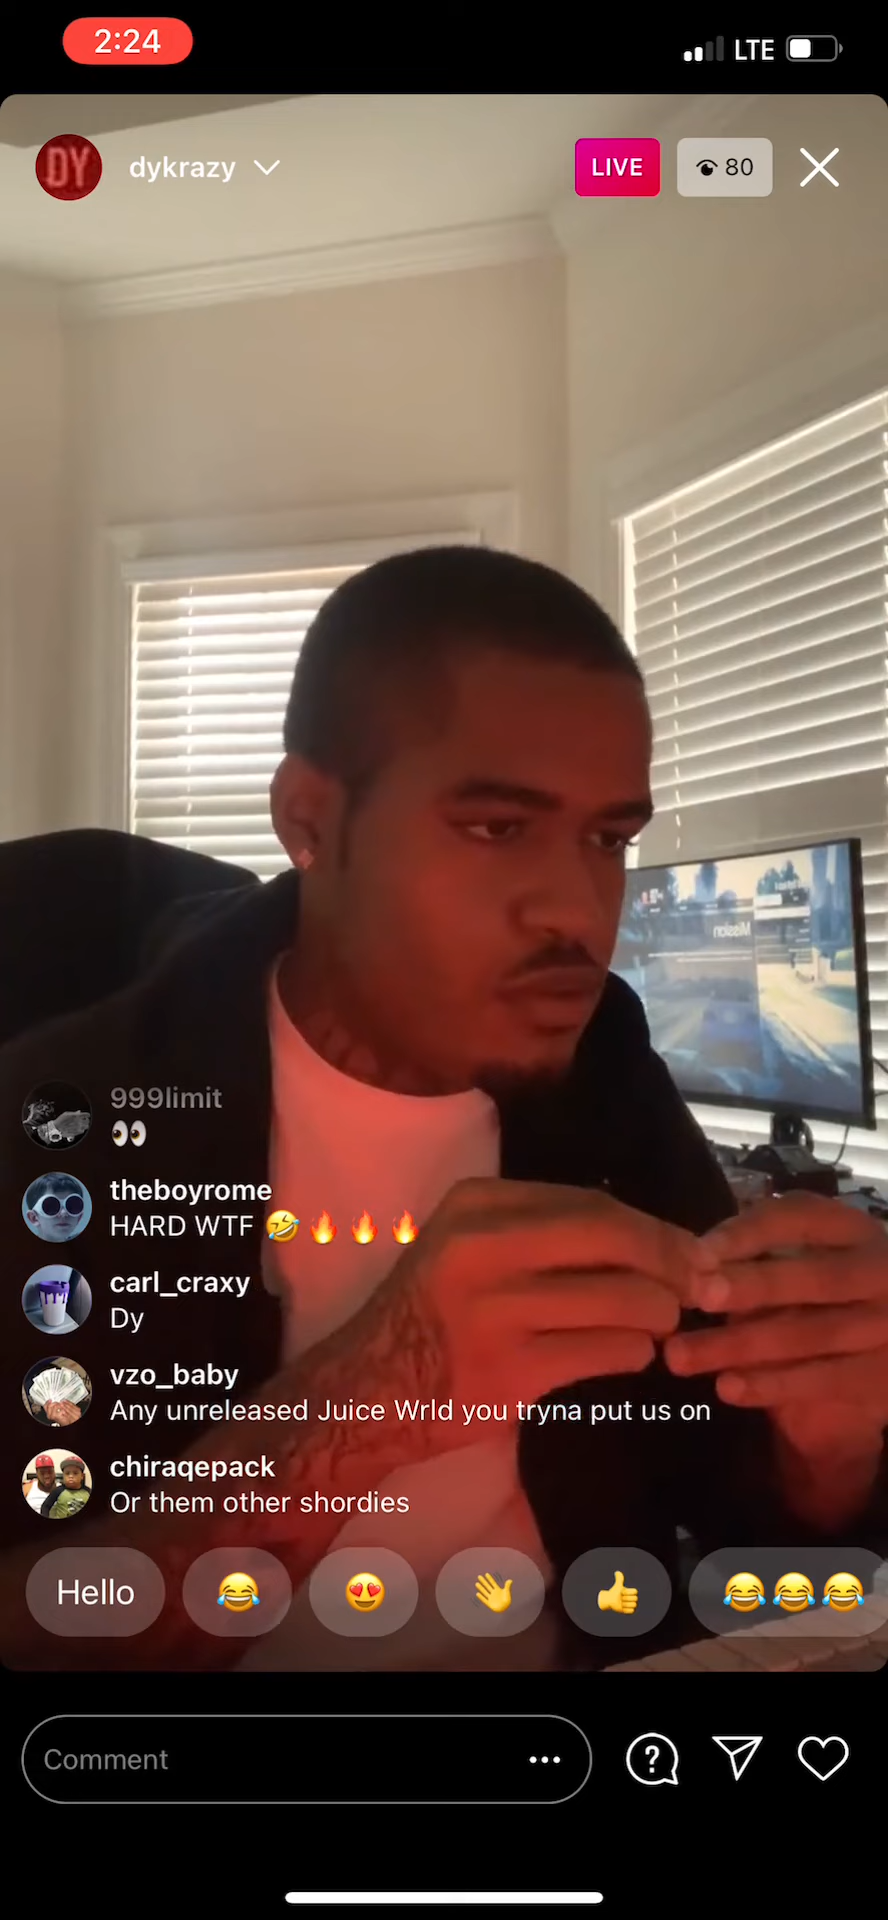 2:24
LTE
DY
dykrazy
LIVE
80
Mission
999limit
👀
theboyrome
HARD WTF 🤣🔥🔥🔥
carl_craxy
Dy
vzo_baby
Any unreleased Juice Wrld you tryna put us on
chiraqepack
Or them other shordies
Hello
😂
😍
👋
👍
😂😂😂
Comment